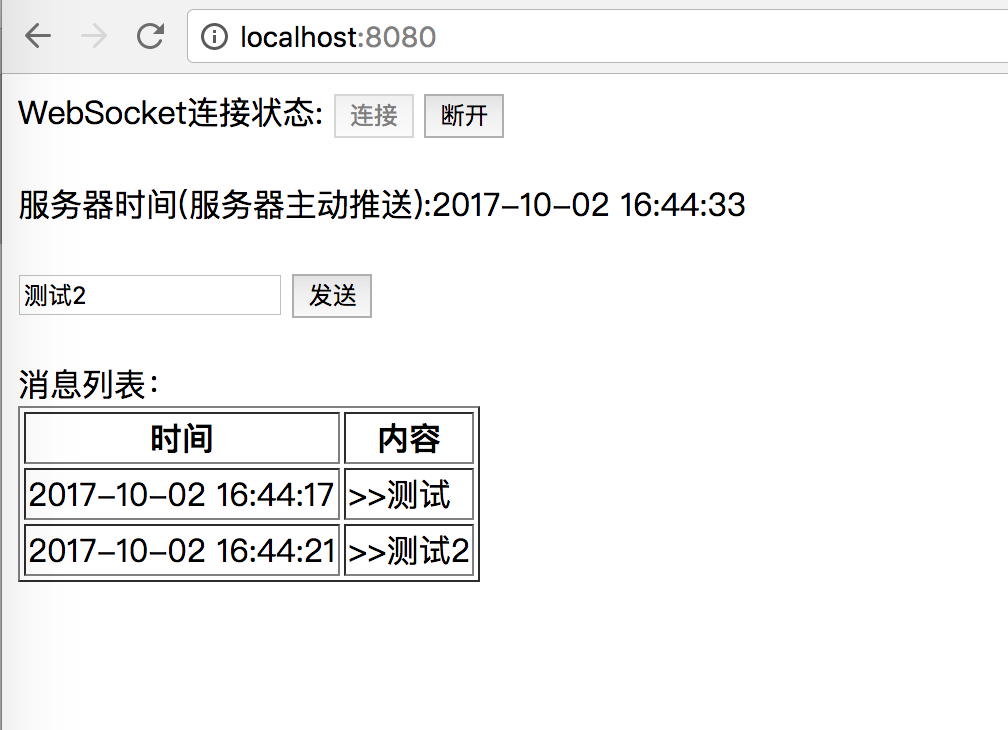 localhost:8080
WebSocket连接状态: 连接 断开
服务器时间(服务器主动推送):2017-10-02 16:44:33
测试2 发送
消息列表：
时间 内容
2017-10-02 16:44:17 >>测试
2017-10-02 16:44:21 >>测试2